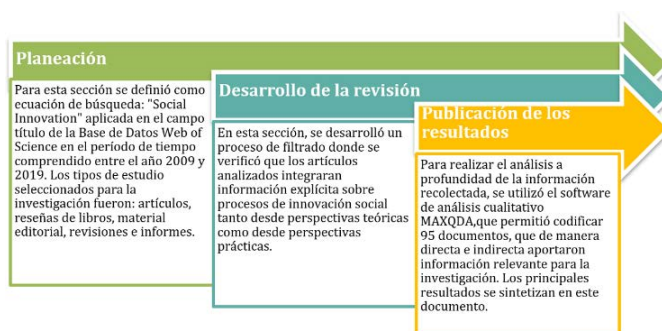 Planeación
Para esta sección se definió como
ecuación de búsqueda: "Social
Innovation" aplicada en el campo
título de la Base de Datos Web of
Science en el período de tiempo
comprendido entre el año 2009 y
2019. Los tipos de estudio
seleccionados para la
investigación fueron: artículos,
reseñas de libros, material
editorial, revisiones e informes.
Desarrollo de la revisión
En esta sección, se desarrolló un
proceso de filtrado donde se
verificó que los artículos
analizados integraran
información explícita sobre
procesos de innovación social
tanto desde perspectivas teóricas
como desde perspectivas
prácticas.
Publicación de los
resultados
Para realizar el análisis a
profundidad de la información
recolectada, se utilizó el software
de análisis cualitativo
MAXQDA,que permitió codificar
95 documentos, que de manera
directa e indirecta aportaron
información relevante para la
investigación. Los principales
resultados se sintetizan en este
documento.